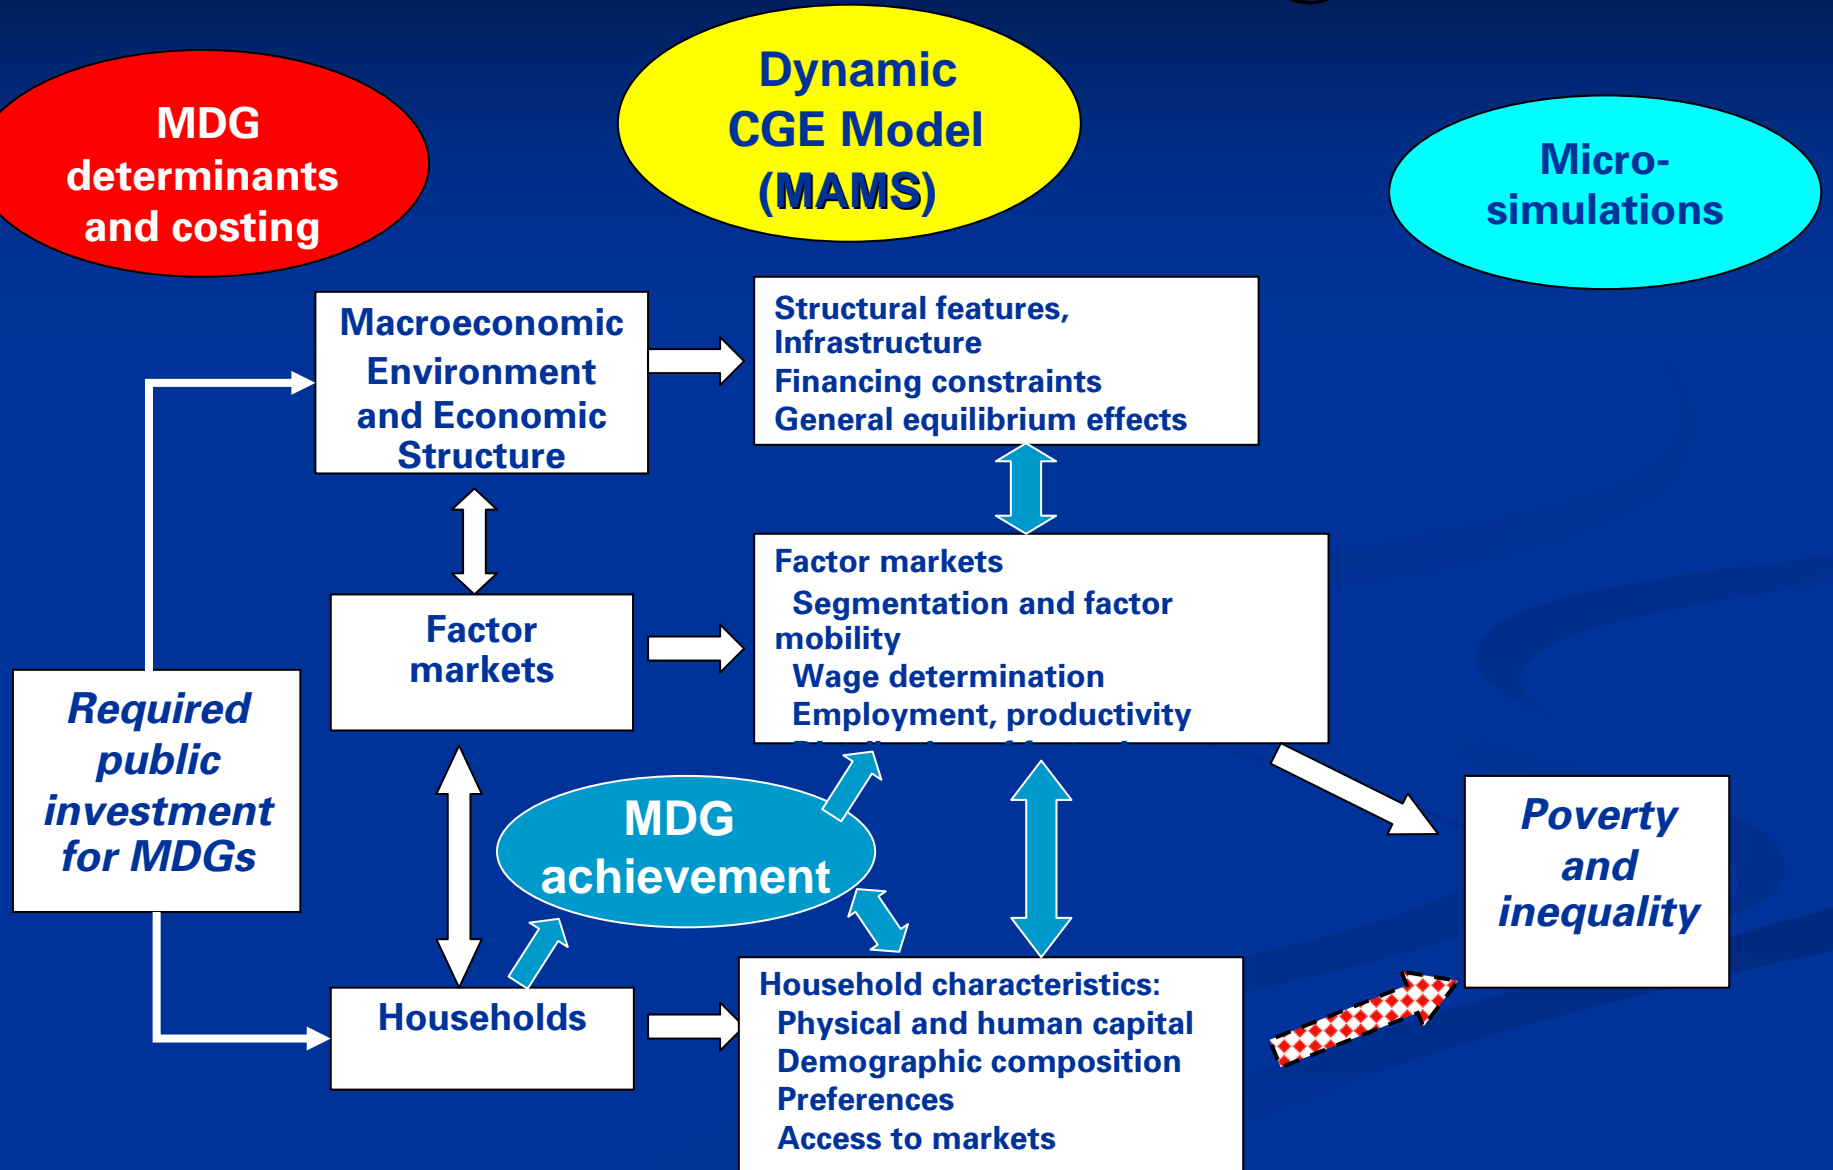 MDG
determinants
and costing
Dynamic
CGE Model
(MAMS)
Micro-
simulations
Macroeconomic
Environment
and Economic
Structure
Structural features,
Infrastructure
Financing constraints
General equilibrium effects
Factor
markets
Factor markets
Segmentation and factor
mobility
Wage determination
Employment, productivity
Required
public
investment
for MDGs
MDG
achievement
Poverty
and
inequality
Households
Household characteristics:
Physical and human capital
Demographic composition
Preferences
Access to markets